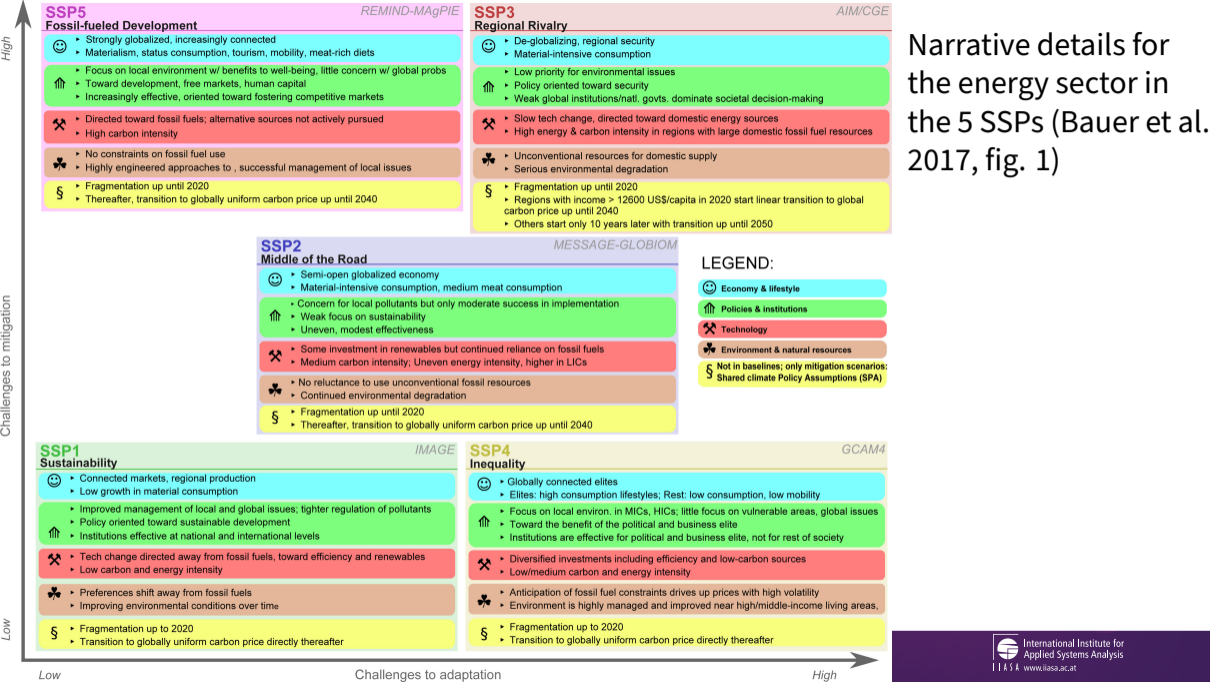 SSP5
REMIND-MAgPIE
Fossil-fueled Development
Strongly globalized, increasingly connected
Materialism, status consumption, tourism, mobility, meat-rich diets
Focus on local environment w/ benefits to well-being, little concern w/ global probs
Toward development, free markets, human capital
Increasingly effective, oriented toward fostering competitive markets
Directed toward fossil fuels; alternative sources not actively pursued
High carbon intensity
No constraints on fossil fuel use
Highly engineered approaches to , successful management of local issues
§
Fragmentation up until 2020
Thereafter, transition to globally uniform carbon price up until 2040
SSP3
AIM/CGE
Regional Rivalry
De-globalizing, regional security
Material-intensive consumption
Low priority for environmental issues
Policy oriented toward security
Weak global institutions/natl. govts. dominate societal decision-making
Slow tech change, directed toward domestic energy sources
High energy & carbon intensity in regions with large domestic fossil fuel resources
Unconventional resources for domestic supply
Serious environmental degradation
§
Fragmentation up until 2020
Regions with income > 12600 US$/capita in 2020 start linear transition to global
carbon price up until 2040
Others start only 10 years later with transition up until 2050
Narrative details for
the energy sector in
the 5 SSPs (Bauer et al.
2017, fig. 1)
SSP2
MESSAGE-GLOBIOM
Middle of the Road
Semi-open globalized economy
Material-intensive consumption, medium meat consumption
Concern for local pollutants but only moderate success in implementation
Weak focus on sustainability
Uneven, modest effectiveness
Some investment in renewables but continued reliance on fossil fuels
Medium carbon intensity; Uneven energy intensity, higher in LICs
No reluctance to use unconventional fossil resources
Continued environmental degradation
§
Fragmentation up until 2020
Thereafter, transition to globally uniform carbon price up until 2040
LEGEND:
Economy & lifestyle
Policies & institutions
Technology
Environment & natural resources
§
Not in baselines; only mitigation scenarios:
Shared climate Policy Assumptions (SPA)
SSP1
IMAGE
Sustainability
Connected markets, regional production
Low growth in material consumption
Improved management of local and global issues; tighter regulation of pollutants
Policy oriented toward sustainable development
Institutions effective at national and international levels
Tech change directed away from fossil fuels, toward efficiency and renewables
Low carbon and energy intensity
Preferences shift away from fossil fuels
Improving environmental conditions over time
§
Fragmentation up to 2020
Transition to globally uniform carbon price directly thereafter
SSP4
GCAM4
Inequality
Globally connected elites
Elites: high consumption lifestyles; Rest: low consumption, low mobility
Focus on local environ. in MICs, HICs; little focus on vulnerable areas, global issues
Toward the benefit of the political and business elite
Institutions are effective for political and business elite, not for rest of society
Diversified investments including efficiency and low-carbon sources
Low/medium carbon and energy intensity
Anticipation of fossil fuel constraints drives up prices with high volatility
Environment is highly managed and improved near high/middle-income living areas,
§
Fragmentation up to 2020
Transition to globally uniform carbon price directly thereafter
High
Challenges to mitigation
Low
Low
Challenges to adaptation
High
IIASA
International Institute for
Applied Systems Analysis
www.iiasa.ac.at